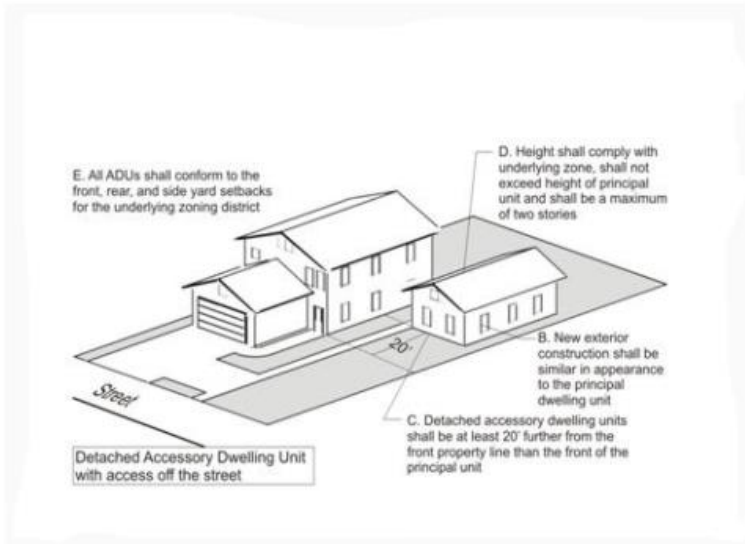 E. All ADUs shall conform to the
front, rear, and side yard setbacks
for the underlying zoning district
D. Height shall comply with
underlying zone, shall not
exceed height of principal
unit and shall be a maximum
of two stories
20'
B. New exterior
construction shall be
similar in appearance
to the principal
dwelling unit
Street
C. Detached accessory dwelling units
shall be at least 20' further from the
front property line than the front of the
principal unit
Detached Accessory Dwelling Unit
with access off the street